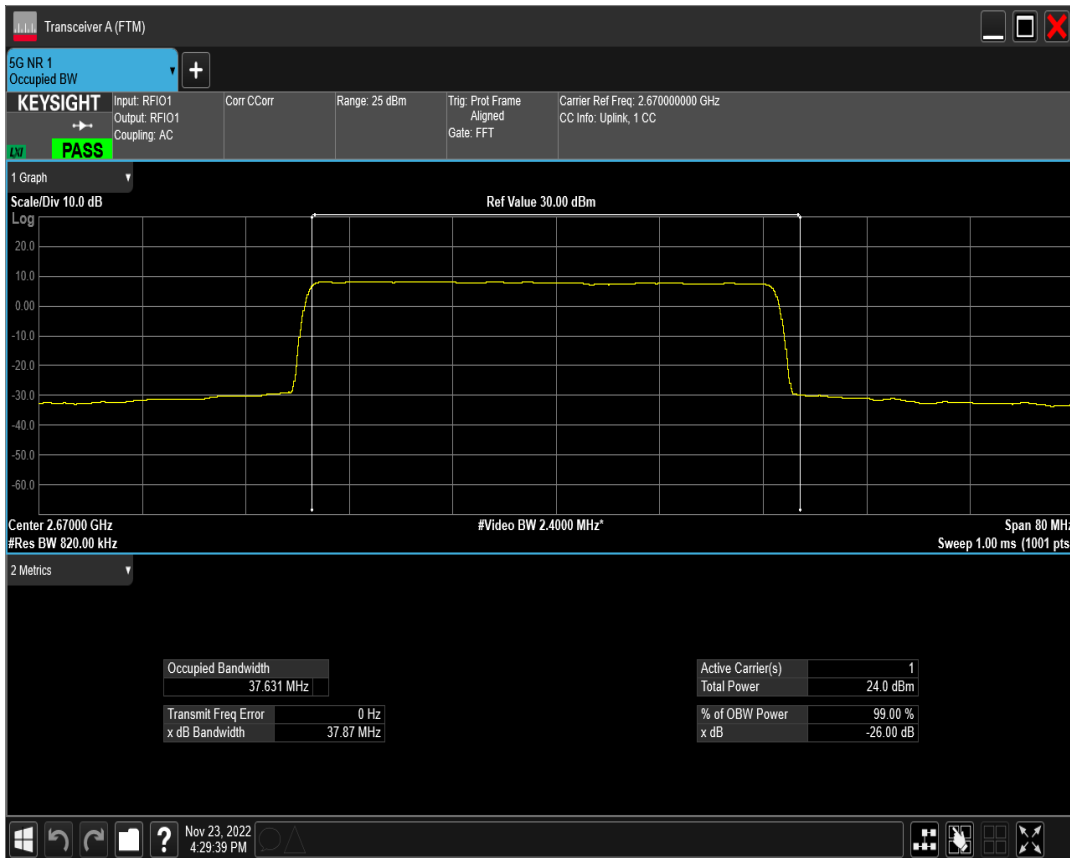 Transceiver A (FTM)
5G NR 1
Occupied BW
+
KEYSIGHT
LXI
PASS
Input: RFIO1
Output: RFIO1
Coupling: AC
Corr CCorr
Range: 25 dBm
Trig: Prot Frame
Aligned
Gate: FFT
Carrier Ref Freq: 2.670000000 GHz
CC Info: Uplink, 1 CC
1 Graph
Scale/Div 10.0 dB
Ref Value 30.00 dBm
Log
20.0
10.0
0.00
-10.0
-20.0
-30.0
-40.0
-50.0
-60.0
Center 2.67000 GHz
#Video BW 2.4000 MHz*
Span 80 MHz
#Res BW 820.00 kHz
Sweep 1.00 ms (1001 pts
2 Metrics
Occupied Bandwidth
37.631 MHz
Transmit Freq Error 0 Hz
x dB Bandwidth 37.87 MHz
Active Carrier(s) 1
Total Power 24.0 dBm
% of OBW Power 99.00 %
x dB -26.00 dB
?
Nov 23, 2022
4:29:39 PM